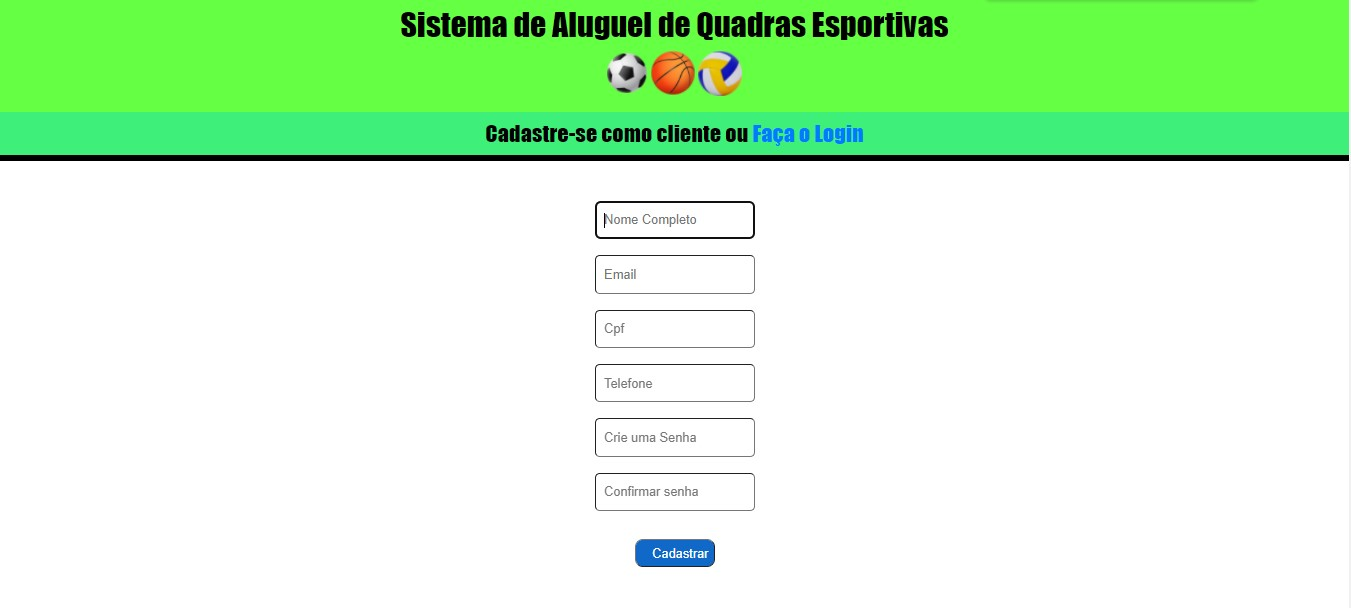 Sistema de Aluguel de Quadras Esportivas
Cadastre-se como cliente ou Faça o Login
Nome Completo
Email
Cpf
Telefone
Crie uma Senha
Confirmar senha
Cadastrar